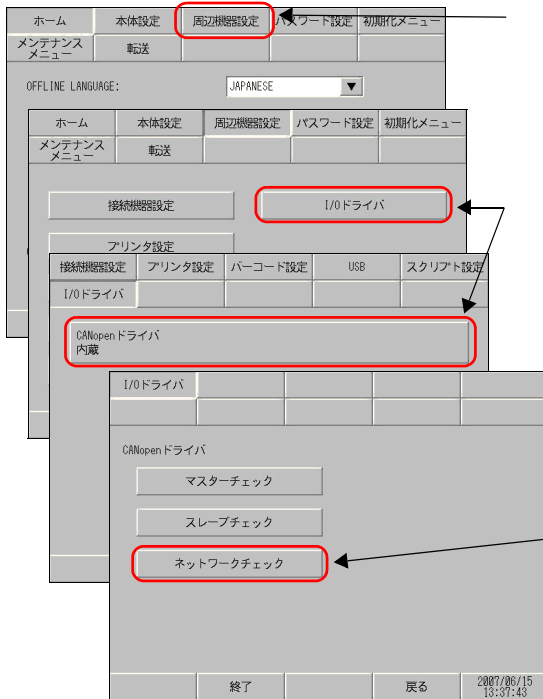 ホーム 本体設定 周辺機器設定 パスワード設定 初期化メニュー
メンテナンス
メニュー 転送
OFFLINE LANGUAGE: JAPANESE
ホーム 本体設定 周辺機器設定 パスワード設定 初期化メニュー
メンテナンス
メニュー 転送
接続機器設定 I/Oドライバ
プリンタ設定
接続機器設定 プリンタ設定 バーコード設定 USB スクリプト設定
I/Oドライバ
CANopenドライバ
内蔵
I/Oドライバ
CANopenドライバ
マスターチェック
スレーブチェック
ネットワークチェック
終了 戻る 2007/06/15
13:37:43